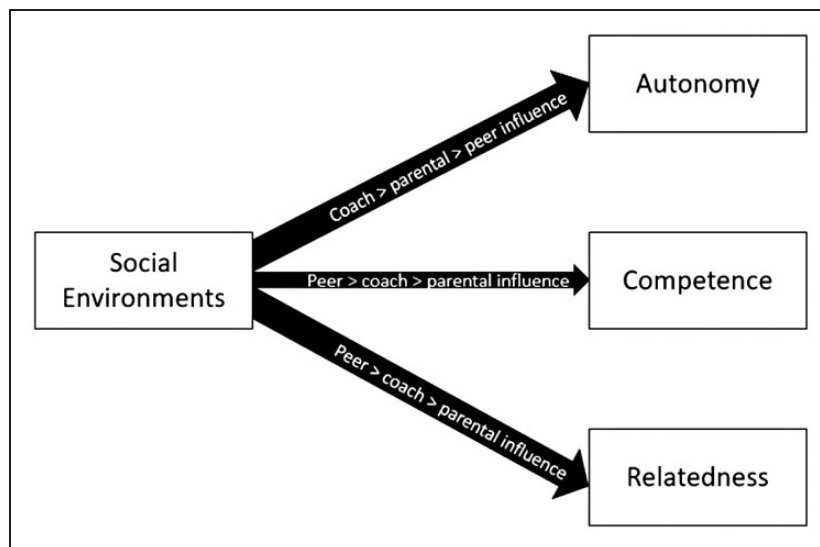 Autonomy
Coach > parental > peer influence
Social
Environments
Peer > coach > parental influence
Competence
Peer > coach > parental influence
Relatedness